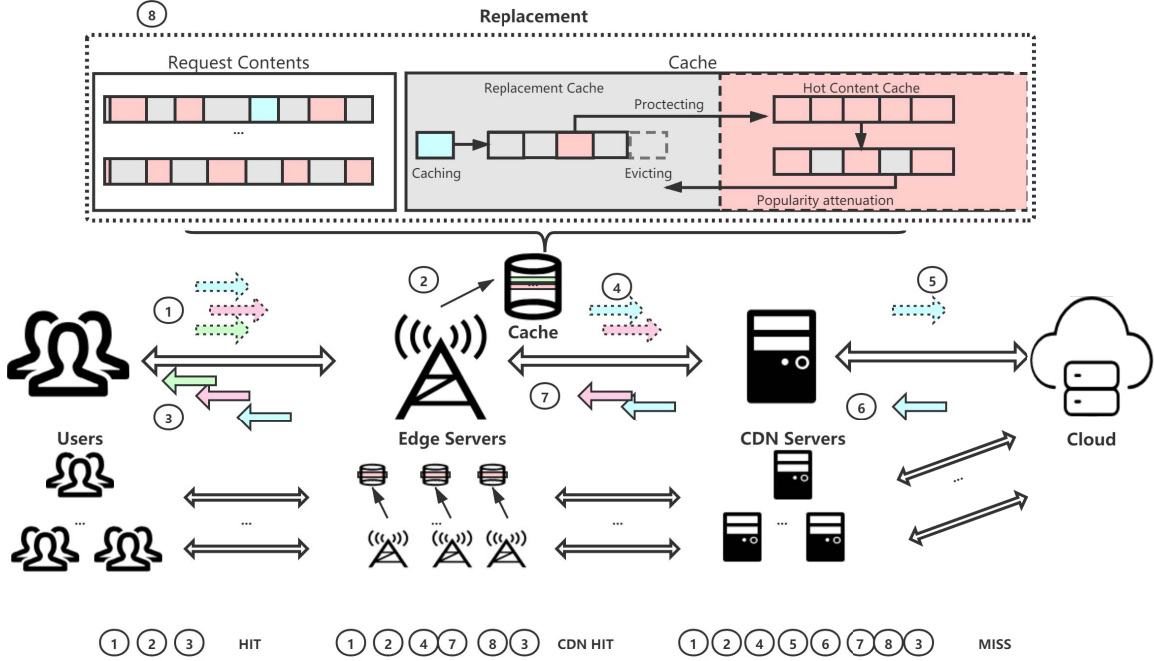 8 Replacement
Request Contents
Cache
Replacement Cache
Hot Content Cache
Proctecting
...
Caching
Evicting
Popularity attenuation
1
2
...
Cache
4
5
3
7
6
Users
Edge Servers
CDN Servers
Cloud
...
...
...
...
...
...
1 2 3 HIT
1 2 4 7 8 3 CDN HIT
1 2 4 5 6 7 8 3 MISS